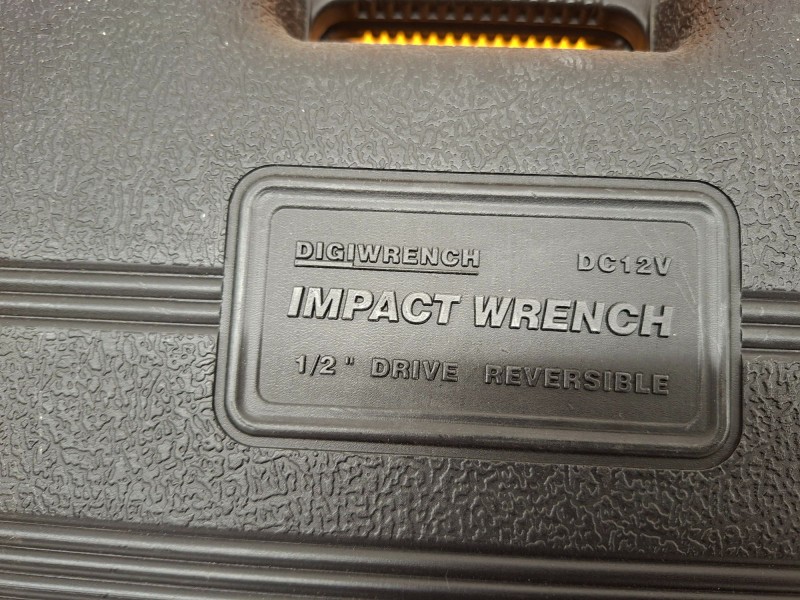 DIGIWRENCH DC12V
IMPACT WRENCH
1/2" DRIVE REVERSIBLE